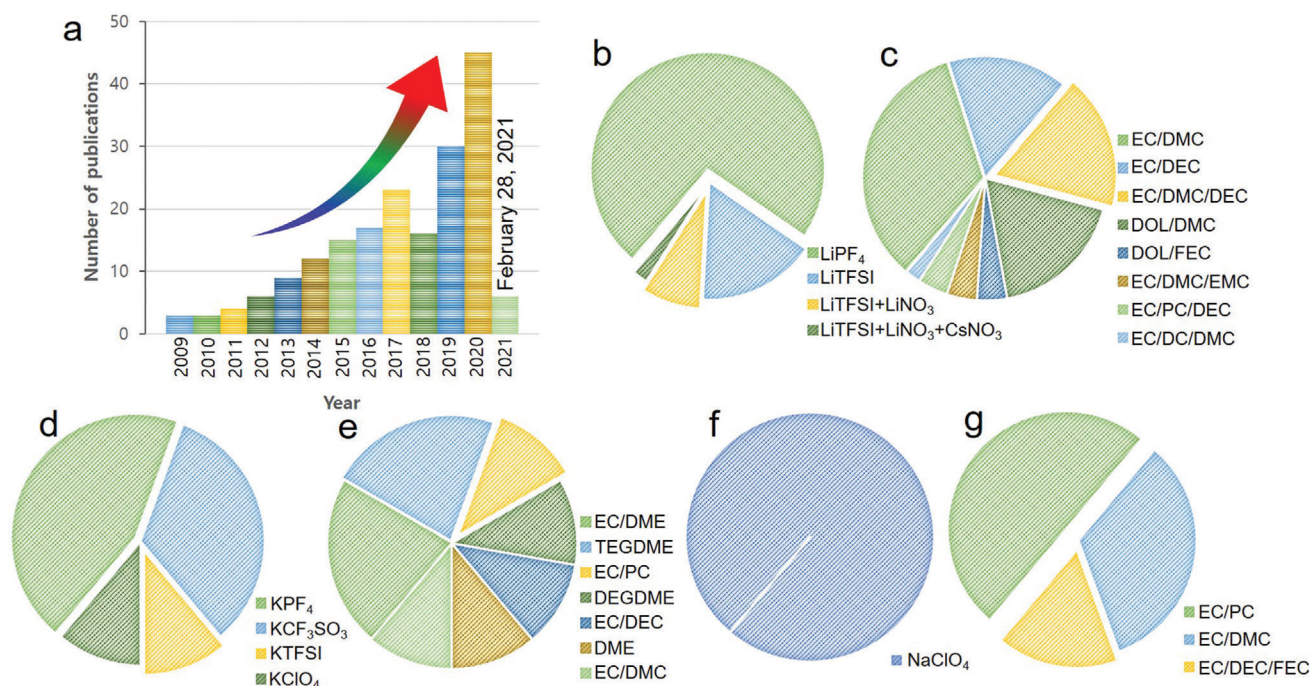 a
Number of publications
50
40
30
20
10
0
February 28, 2021
2009
2010
2011
2012
2013
2014
2015
2016
2017
2018
2019
2020
2021
Year
b
LiPF₄
LiTFSI
LiTFSI+LiNO₃
LiTFSI+LiNO₃+CsNO₃
c
EC/DMC
EC/DEC
EC/DMC/DEC
DOL/DMC
DOL/FEC
EC/DMC/EMC
EC/PC/DEC
EC/DC/DMC
d
KPF₄
KCF₃SO₃
KTFSI
KClO₄
e
EC/DME
TEGDME
EC/PC
DEGDME
EC/DEC
DME
EC/DMC
f
NaClO₄
g
EC/PC
EC/DMC
EC/DEC/FEC